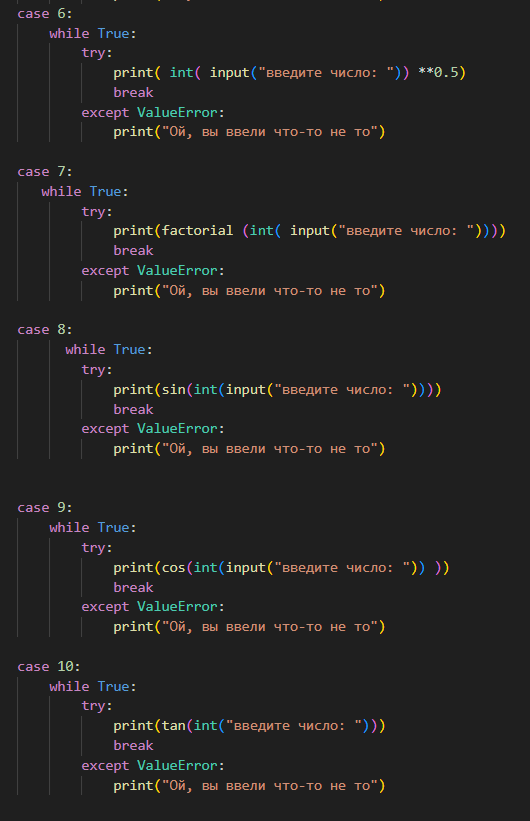 case 6:
while True:
try:
print( int( input("введите число: ")) **0.5)
break
except ValueError:
print("Ой, вы ввели что-то не то")
case 7:
while True:
try:
print(factorial (int( input("введите число: "))))
break
except ValueError:
print("Ой, вы ввели что-то не то")
case 8:
while True:
try:
print(sin(int(input("введите число: "))))
break
except ValueError:
print("Ой, вы ввели что-то не то")
case 9:
while True:
try:
print(cos(int(input("введите число: ")) ))
break
except ValueError:
print("Ой, вы ввели что-то не то")
case 10:
while True:
try:
print(tan(int("введите число: ")))
break
except ValueError:
print("Ой, вы ввели что-то не то")